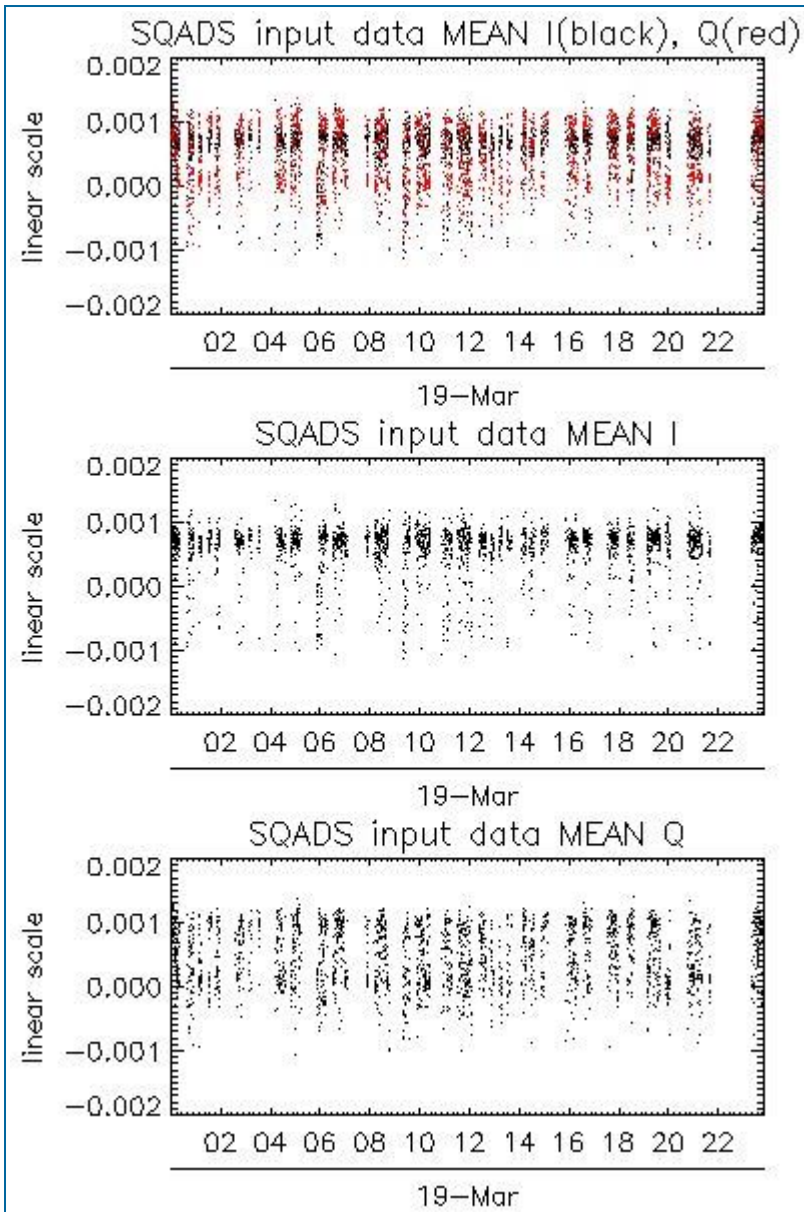 SQADS input data MEAN I(black), Q(red)
0.002
0.001
0.000
−0.001
−0.002
linear scale
02 04 06 08 10 12 14 16 18 20 22
19−Mar
SQADS input data MEAN I
0.002
0.001
0.000
−0.001
−0.002
linear scale
02 04 06 08 10 12 14 16 18 20 22
19−Mar
SQADS input data MEAN Q
0.002
0.001
0.000
−0.001
−0.002
linear scale
02 04 06 08 10 12 14 16 18 20 22
19−Mar